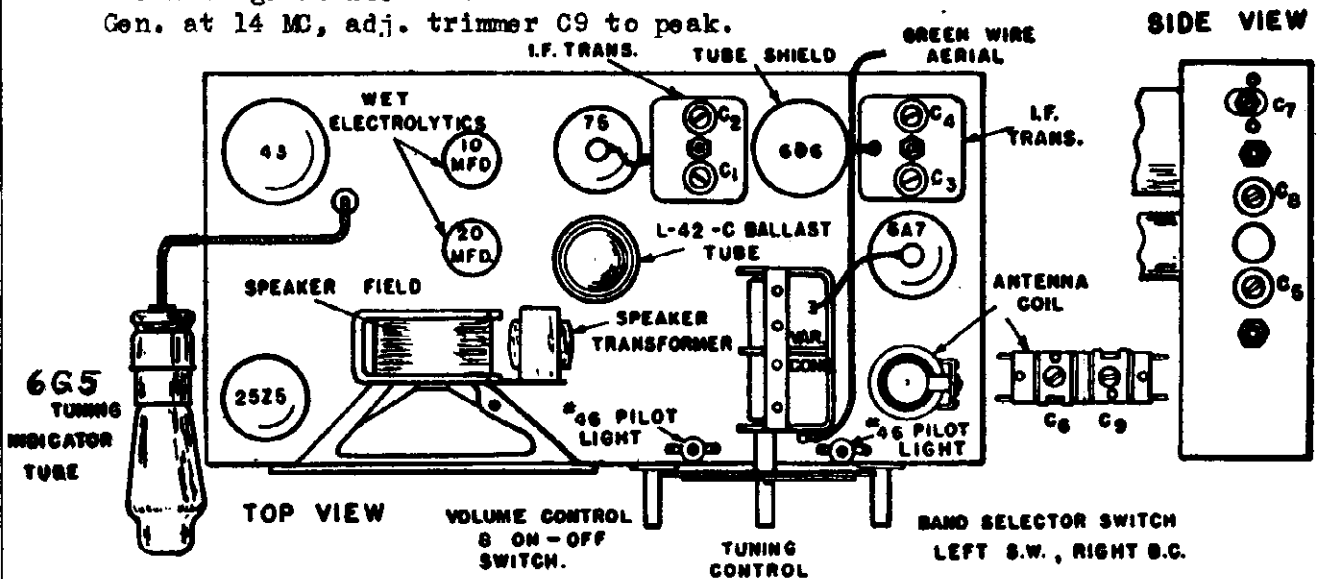 Gen. at 14 MC, adj. trimmer C9 to peak.
SIDE VIEW
I.F. TRANS.
TUBE SHIELD
GREEN WIRE
AERIAL
WET
ELECTROLYTICS
43
10
MFD
76
C2
C1
6D6
C4
C3
I.F.
TRANS.
C7
C8
C5
20
MFD.
L-42-C BALLAST
TUBE
6A7
SPEAKER FIELD
SPEAKER
TRANSFORMER
VAR.
COND.
ANTENNA
COIL
6G5
TUNING
INDICATOR
TUBE
25Z5
#46 PILOT
LIGHT
#46 PILOT
LIGHT
C6 C9
TOP VIEW
VOLUME CONTROL
& ON-OFF
SWITCH.
TUNING
CONTROL
BAND SELECTOR SWITCH
LEFT S.W., RIGHT B.C.